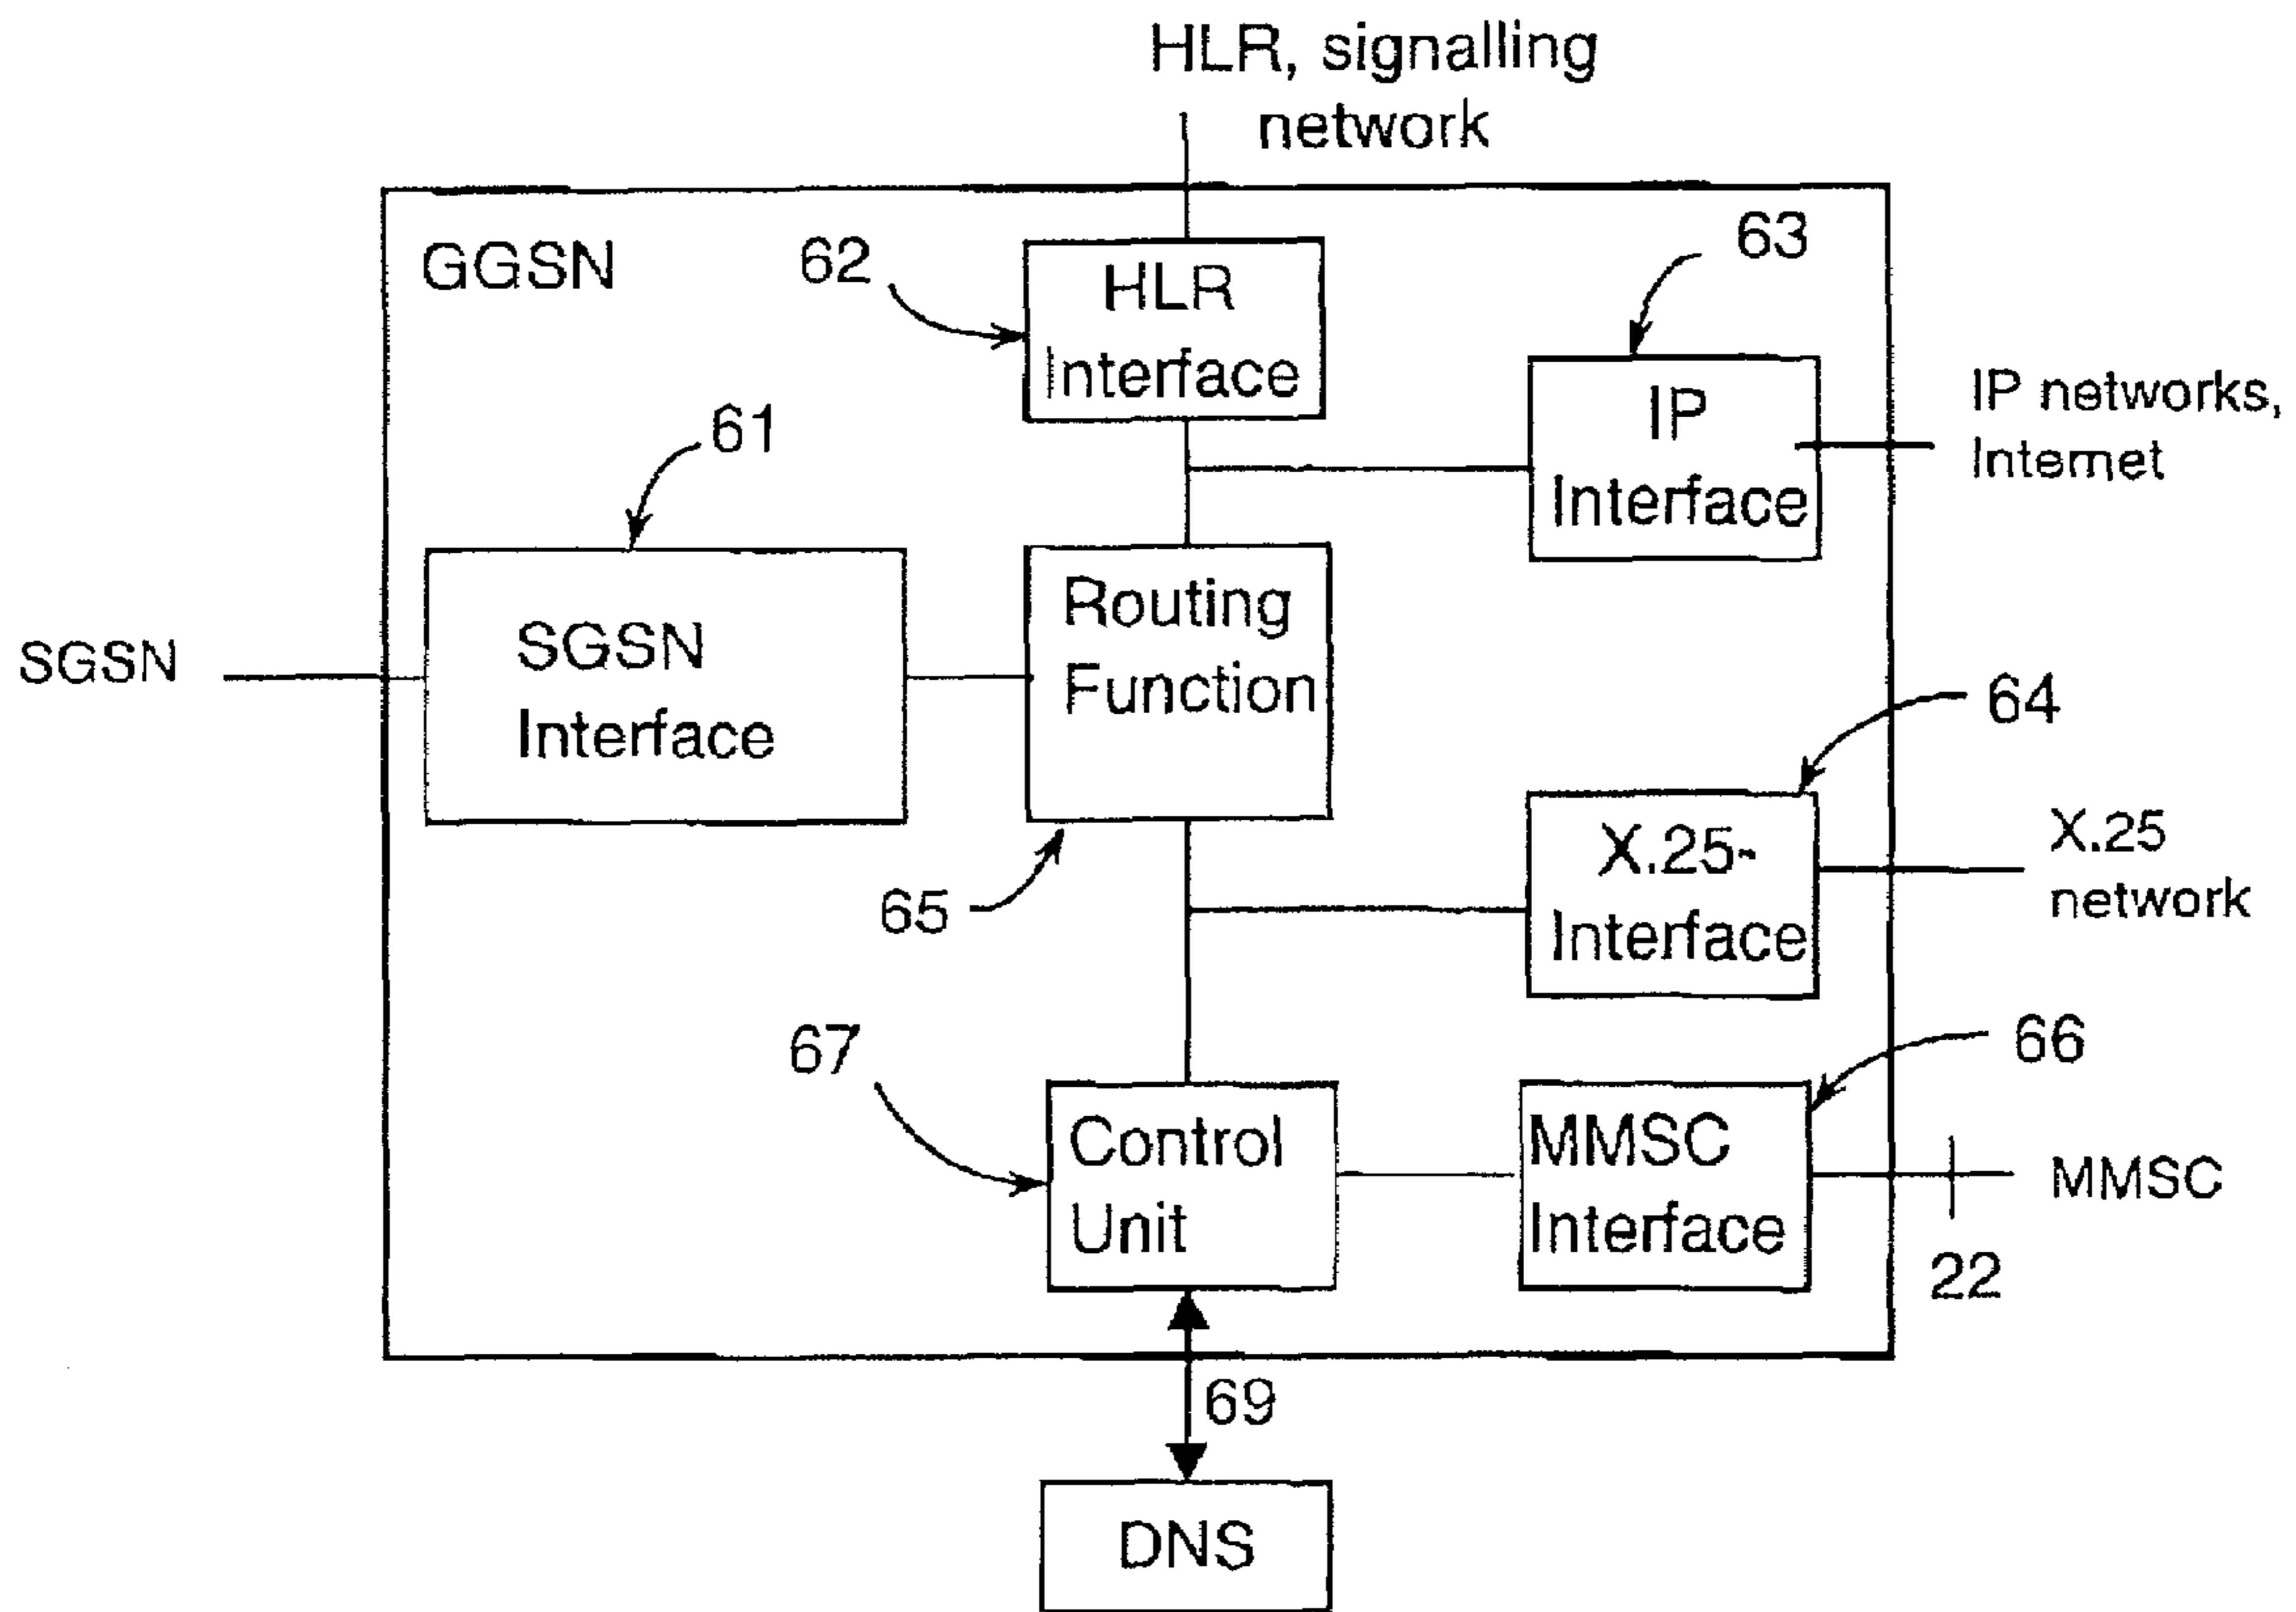 HLR, signalling
network
GGSN
62
HLR
Interface
63
IP
Interface
IP networks,
Internet
61
SGSN
SGSN
Interface
Routing
Function
65
64
X.25-
Interface
X.25
network
67
Control
Unit
66
MMSC
Interface
MMSC
22
69
DNS